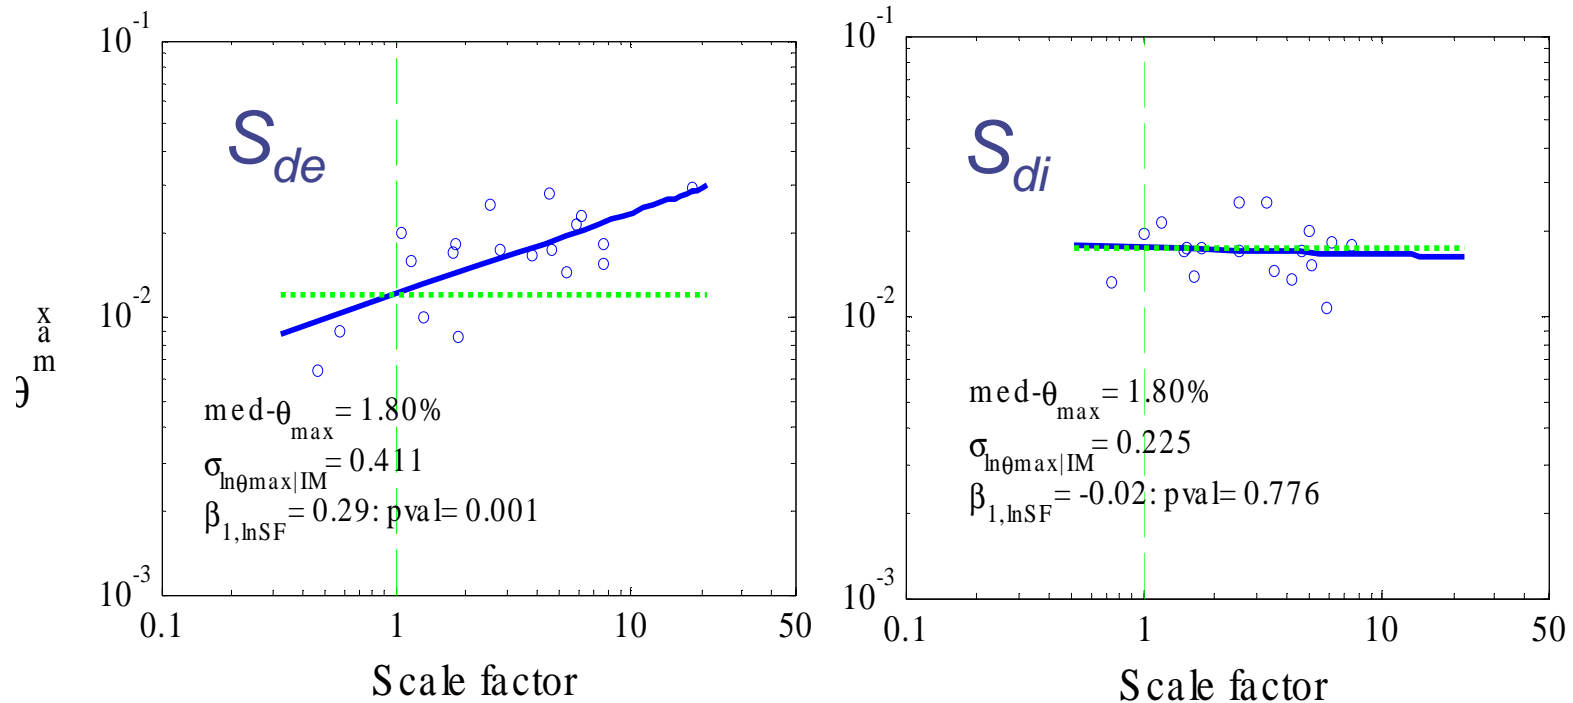 10^-1
10^-2
10^-3
0.1 1 10 50
Scale factor
θ^max
S_de
med-θ_max = 1.80%
σ_lnθmax|IM = 0.411
β_1,lnSF = 0.29: pval= 0.001
10^-1
10^-2
10^-3
0.1 1 10 50
Scale factor
S_di
med-θ_max = 1.80%
σ_lnθmax|IM = 0.225
β_1,lnSF = -0.02: pval= 0.776